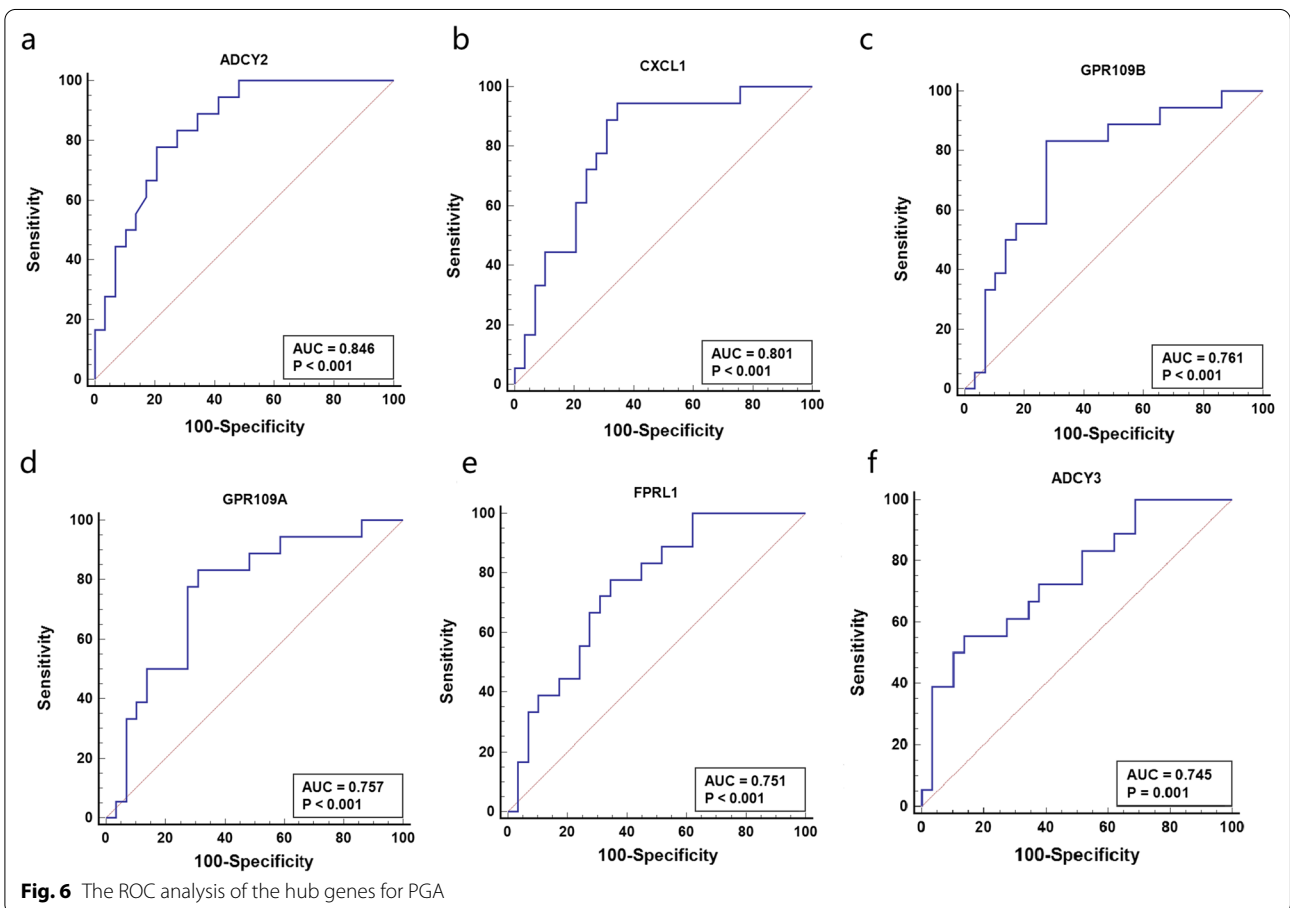 a
ADCY2
100
80
60
40
20
0
Sensitivity
AUC = 0.846
P < 0.001
0 20 40 60 80 100
100-Specificity
b
CXCL1
100
80
60
40
20
0
Sensitivity
AUC = 0.801
P < 0.001
0 20 40 60 80 100
100-Specificity
c
GPR109B
100
80
60
40
20
0
Sensitivity
AUC = 0.761
P < 0.001
0 20 40 60 80 100
100-Specificity
d
GPR109A
100
80
60
40
20
0
Sensitivity
AUC = 0.757
P < 0.001
0 20 40 60 80 100
100-Specificity
e
FPRL1
100
80
60
40
20
0
Sensitivity
AUC = 0.751
P < 0.001
0 20 40 60 80 100
100-Specificity
f
ADCY3
100
80
60
40
20
0
Sensitivity
AUC = 0.745
P = 0.001
0 20 40 60 80 100
100-Specificity
Fig. 6 The ROC analysis of the hub genes for PGA